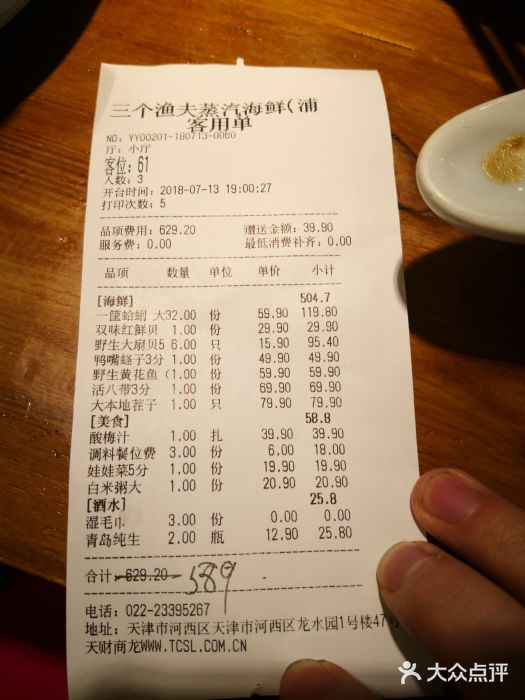 三个渔夫蒸汽海鲜(浦
客用单
NO: YY00201-180713-0060
厅: 小厅
客位: 61
人数: 3
开台时间: 2018-07-13 19:00:27
打印次数: 5
品项费用: 629.20 赠送金额: 39.90
服务费: 0.00 最低消费补齐: 0.00
品项 数量 单位 单价 小计
[海鲜] 504.7
一筐蛤蜊 大32.00 份 59.90 119.80
双味红鲜贝 1.00 份 29.90 29.90
野生大扇贝5 6.00 只 15.90 95.40
鸭嘴蛏子3分 1.00 份 49.90 49.90
野生黄花鱼( 1.00 份 59.90 59.90
活八带3分 1.00 份 69.90 69.90
大本地茬子 1.00 只 79.90 79.90
[美食] 58.8
酸梅汁 1.00 扎 39.90 39.90
调料餐位费 3.00 份 6.00 18.00
娃娃菜5分 1.00 份 19.90 19.90
白米粥大 1.00 份 20.90 20.90
[酒水] 25.8
湿毛巾 3.00 份 0.00 0.00
青岛纯生 2.00 瓶 12.90 25.80
合计 629.20 589
电话: 022-23395267
地址: 天津市河西区天津市河西区龙水园1号楼47号
天财商龙WWW.TCSL.COM.CN
大众点评